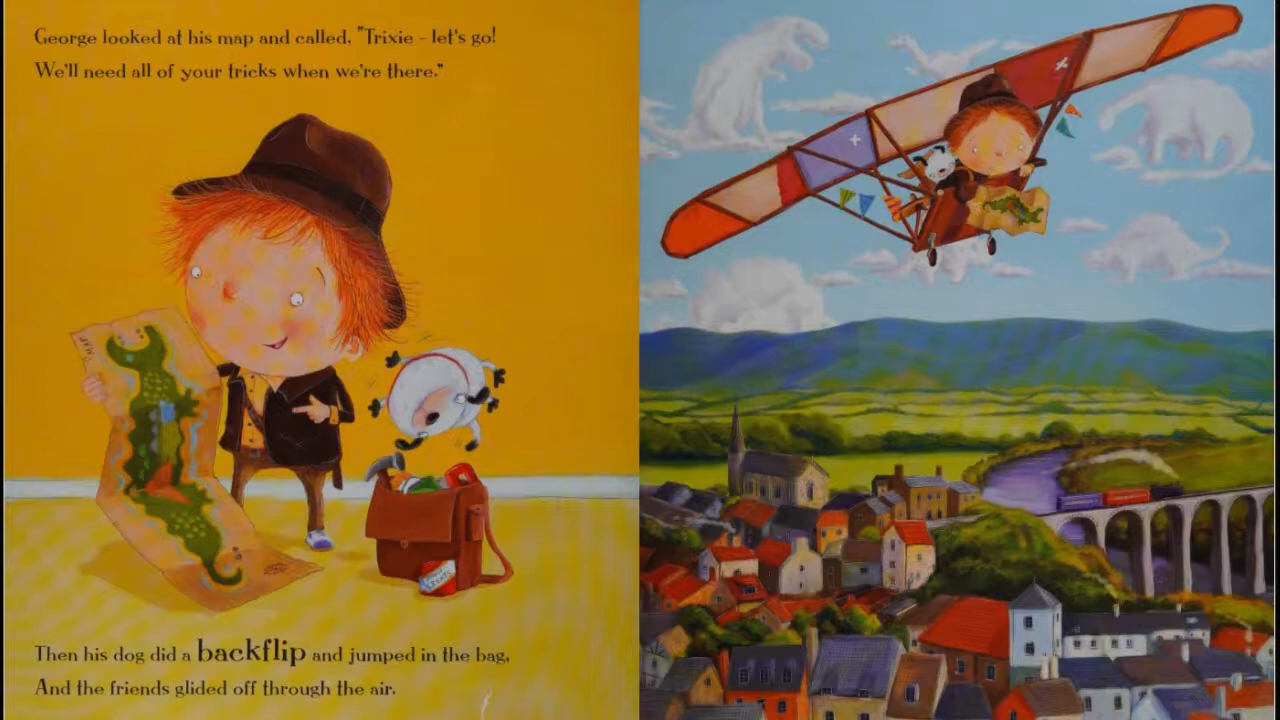 George looked at his map and called, "Trixie – let's go!
We'll need all of your tricks when we're there."
MAP
Then his dog did a backflip and jumped in the bag,
And the friends glided off through the air.